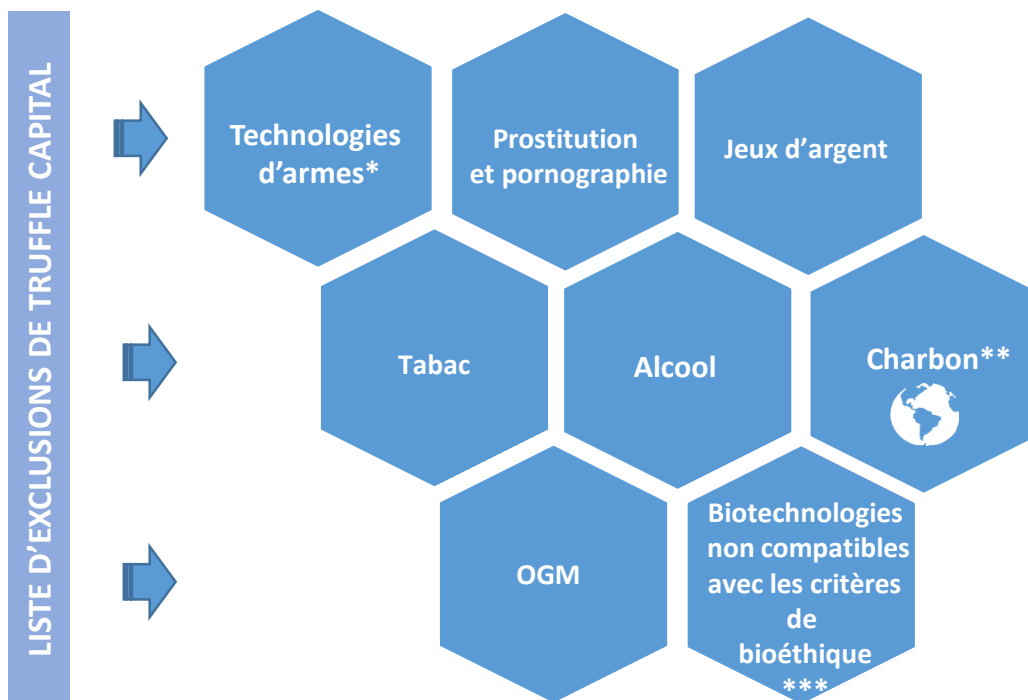 LISTE D'EXCLUSIONS DE TRUFFLE CAPITAL
Technologies
d'armes*
Prostitution
et pornographie
Jeux d'argent
Tabac
Alcool
Charbon**
OGM
Biotechnologies
non compatibles
avec les critères
de
bioéthique
***